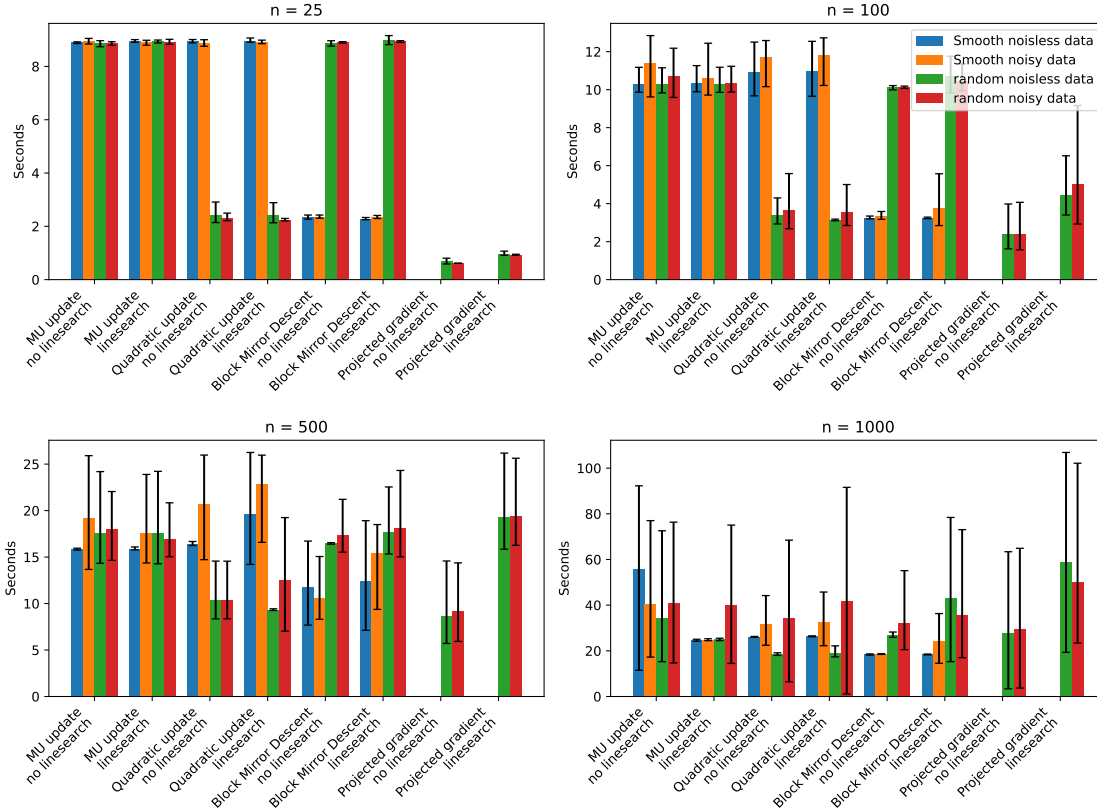 n = 25
Seconds
8
6
4
2
0
MU update
no linesearch
MU update
linesearch
Quadratic update
no linesearch
Quadratic update
linesearch
Block Mirror Descent
no linesearch
Block Mirror Descent
linesearch
Projected gradient
no linesearch
Projected gradient
linesearch
n = 100
Seconds
12
10
8
6
4
2
0
Smooth noisless data
Smooth noisy data
random noisless data
random noisy data
MU update
no linesearch
MU update
linesearch
Quadratic update
no linesearch
Quadratic update
linesearch
Block Mirror Descent
no linesearch
Block Mirror Descent
linesearch
Projected gradient
no linesearch
Projected gradient
linesearch
n = 500
Seconds
25
20
15
10
5
0
MU update
no linesearch
MU update
linesearch
Quadratic update
no linesearch
Quadratic update
linesearch
Block Mirror Descent
no linesearch
Block Mirror Descent
linesearch
Projected gradient
no linesearch
Projected gradient
linesearch
n = 1000
Seconds
100
80
60
40
20
0
MU update
no linesearch
MU update
linesearch
Quadratic update
no linesearch
Quadratic update
linesearch
Block Mirror Descent
no linesearch
Block Mirror Descent
linesearch
Projected gradient
no linesearch
Projected gradient
linesearch